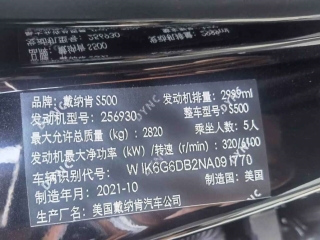 品牌：戴纳肯 S500 发动机排量：2989ml
发动机型号：256930 整车型号：S500
最大允许总质量（kg）：2820 乘坐人数：5人
发动机最大净功率（kW）/转速（r/min）：320/6100
车辆识别代号： W1K6G6DB2NA091770
制造年月：2021-10 制造国：美国
生产厂名：美国戴纳肯汽车公司